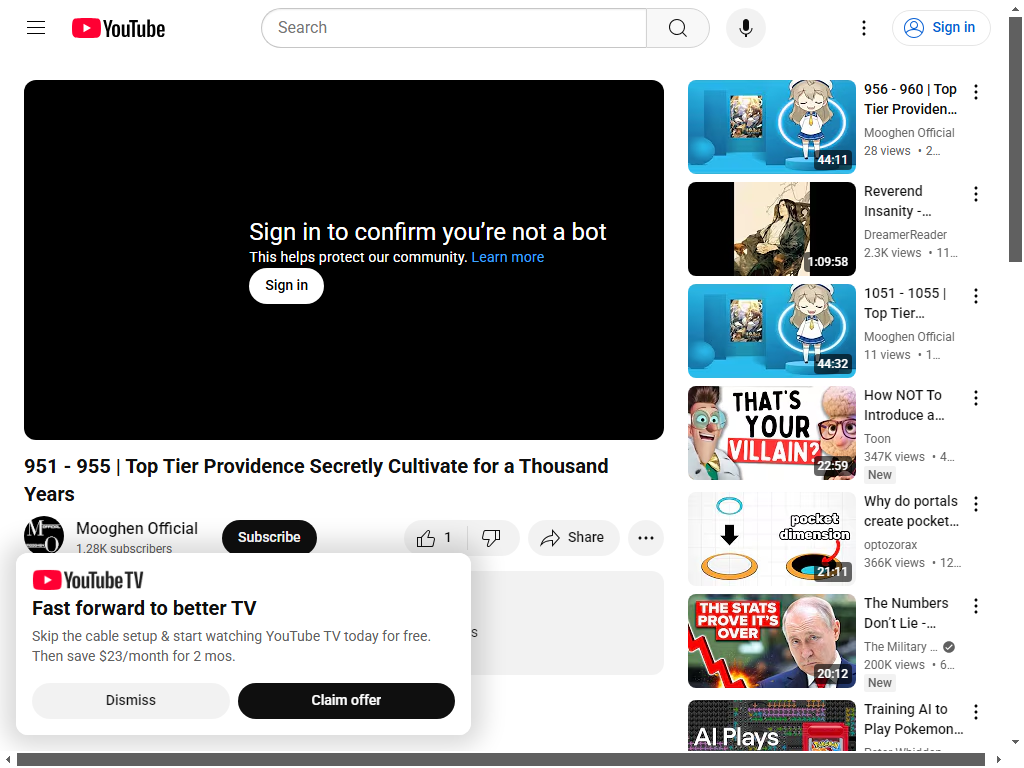 YouTube
Search
Sign in
Sign in to confirm you’re not a bot
This helps protect our community. Learn more
Sign in
951 - 955 | Top Tier Providence Secretly Cultivate for a Thousand
Years
Mooghen Official
1.28K subscribers
Subscribe
1
Share
YouTube TV
Fast forward to better TV
Skip the cable setup & start watching YouTube TV today for free.
Then save $23/month for 2 mos.
Dismiss
Claim offer
44:11
956 - 960 | Top
Tier Providen...
Mooghen Official
28 views • 2...
1:09:58
Reverend
Insanity -...
DreamerReader
2.3K views • 11...
44:32
1051 - 1055 |
Top Tier...
Mooghen Official
11 views • 1...
THAT'S
YOUR
VILLAIN?
22:59
How NOT To
Introduce a...
Toon
347K views • 4...
New
pocket
dimension
21:11
Why do portals
create pocket...
optozorax
366K views • 12...
THE STATS
PROVE IT'S
OVER
20:12
The Numbers
Don't Lie -...
The Military ...
200K views • 6...
New
AI Plays
Training AI to
Play Pokemon...